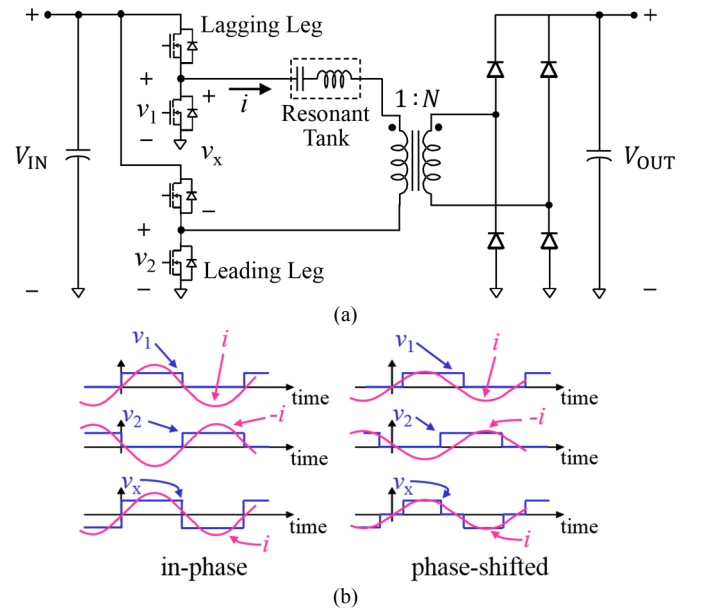 (a)
+
+
Lagging Leg
+
+
i
v1
Resonant
Tank
1:N
−
vx
VIN
VOUT
−
+
v2
−
Leading Leg
−
−
(a)
v1
i
time
v1
i
time
v2
-i
time
v2
-i
time
vx
i
time
vx
i
time
in-phase
phase-shifted
(b)